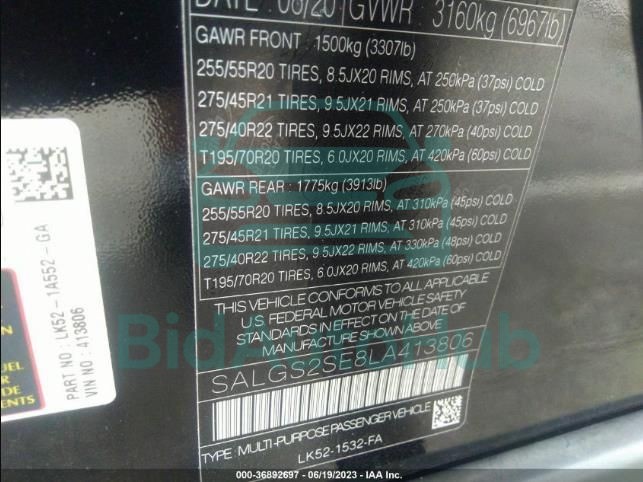 DATE 06/20 GVWR 3160kg (6967lb)
GAWR FRONT : 1500kg (3307lb)
255/55R20 TIRES, 8.5JX20 RIMS, AT 250kPa (37psi) COLD
275/45R21 TIRES, 9.5JX21 RIMS, AT 250kPa (37psi) COLD
275/40R22 TIRES, 9.5JX22 RIMS, AT 270kPa (40psi) COLD
T195/70R20 TIRES, 6.0JX20 RIMS, AT 420kPa (60psi) COLD
GAWR REAR : 1775kg (3913lb)
255/55R20 TIRES, 8.5JX20 RIMS, AT 310kPa (45psi) COLD
275/45R21 TIRES, 9.5JX21 RIMS, AT 310kPa (45psi) COLD
275/40R22 TIRES, 9.5JX22 RIMS, AT 330kPa (48psi) COLD
T195/70R20 TIRES, 6.0JX20 RIMS, AT 420kPa (60psi) COLD
THIS VEHICLE CONFORMS TO ALL APPLICABLE
U.S. FEDERAL MOTOR VEHICLE SAFETY
STANDARDS IN EFFECT ON THE DATE OF
MANUFACTURE SHOWN ABOVE
SALGS2SE8LA413806
TYPE: MULTI-PURPOSE PASSENGER VEHICLE
LK52-1532-FA
PART NO: LK52-1A552-GA
VIN NO: 413806
BidAutoHub
000-36892697 - 06/19/2023 - IAA Inc.